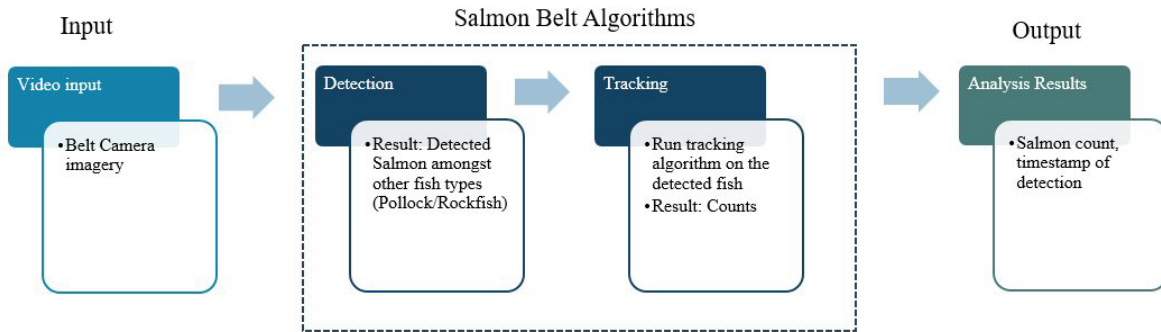 Input
Salmon Belt Algorithms
Output
Video input
•Belt Camera
imagery
Detection
•Result: Detected
Salmon amongst
other fish types
(Pollock/Rockfish)
Tracking
•Run tracking
algorithm on the
detected fish
•Result: Counts
Analysis Results
•Salmon count,
timestamp of
detection